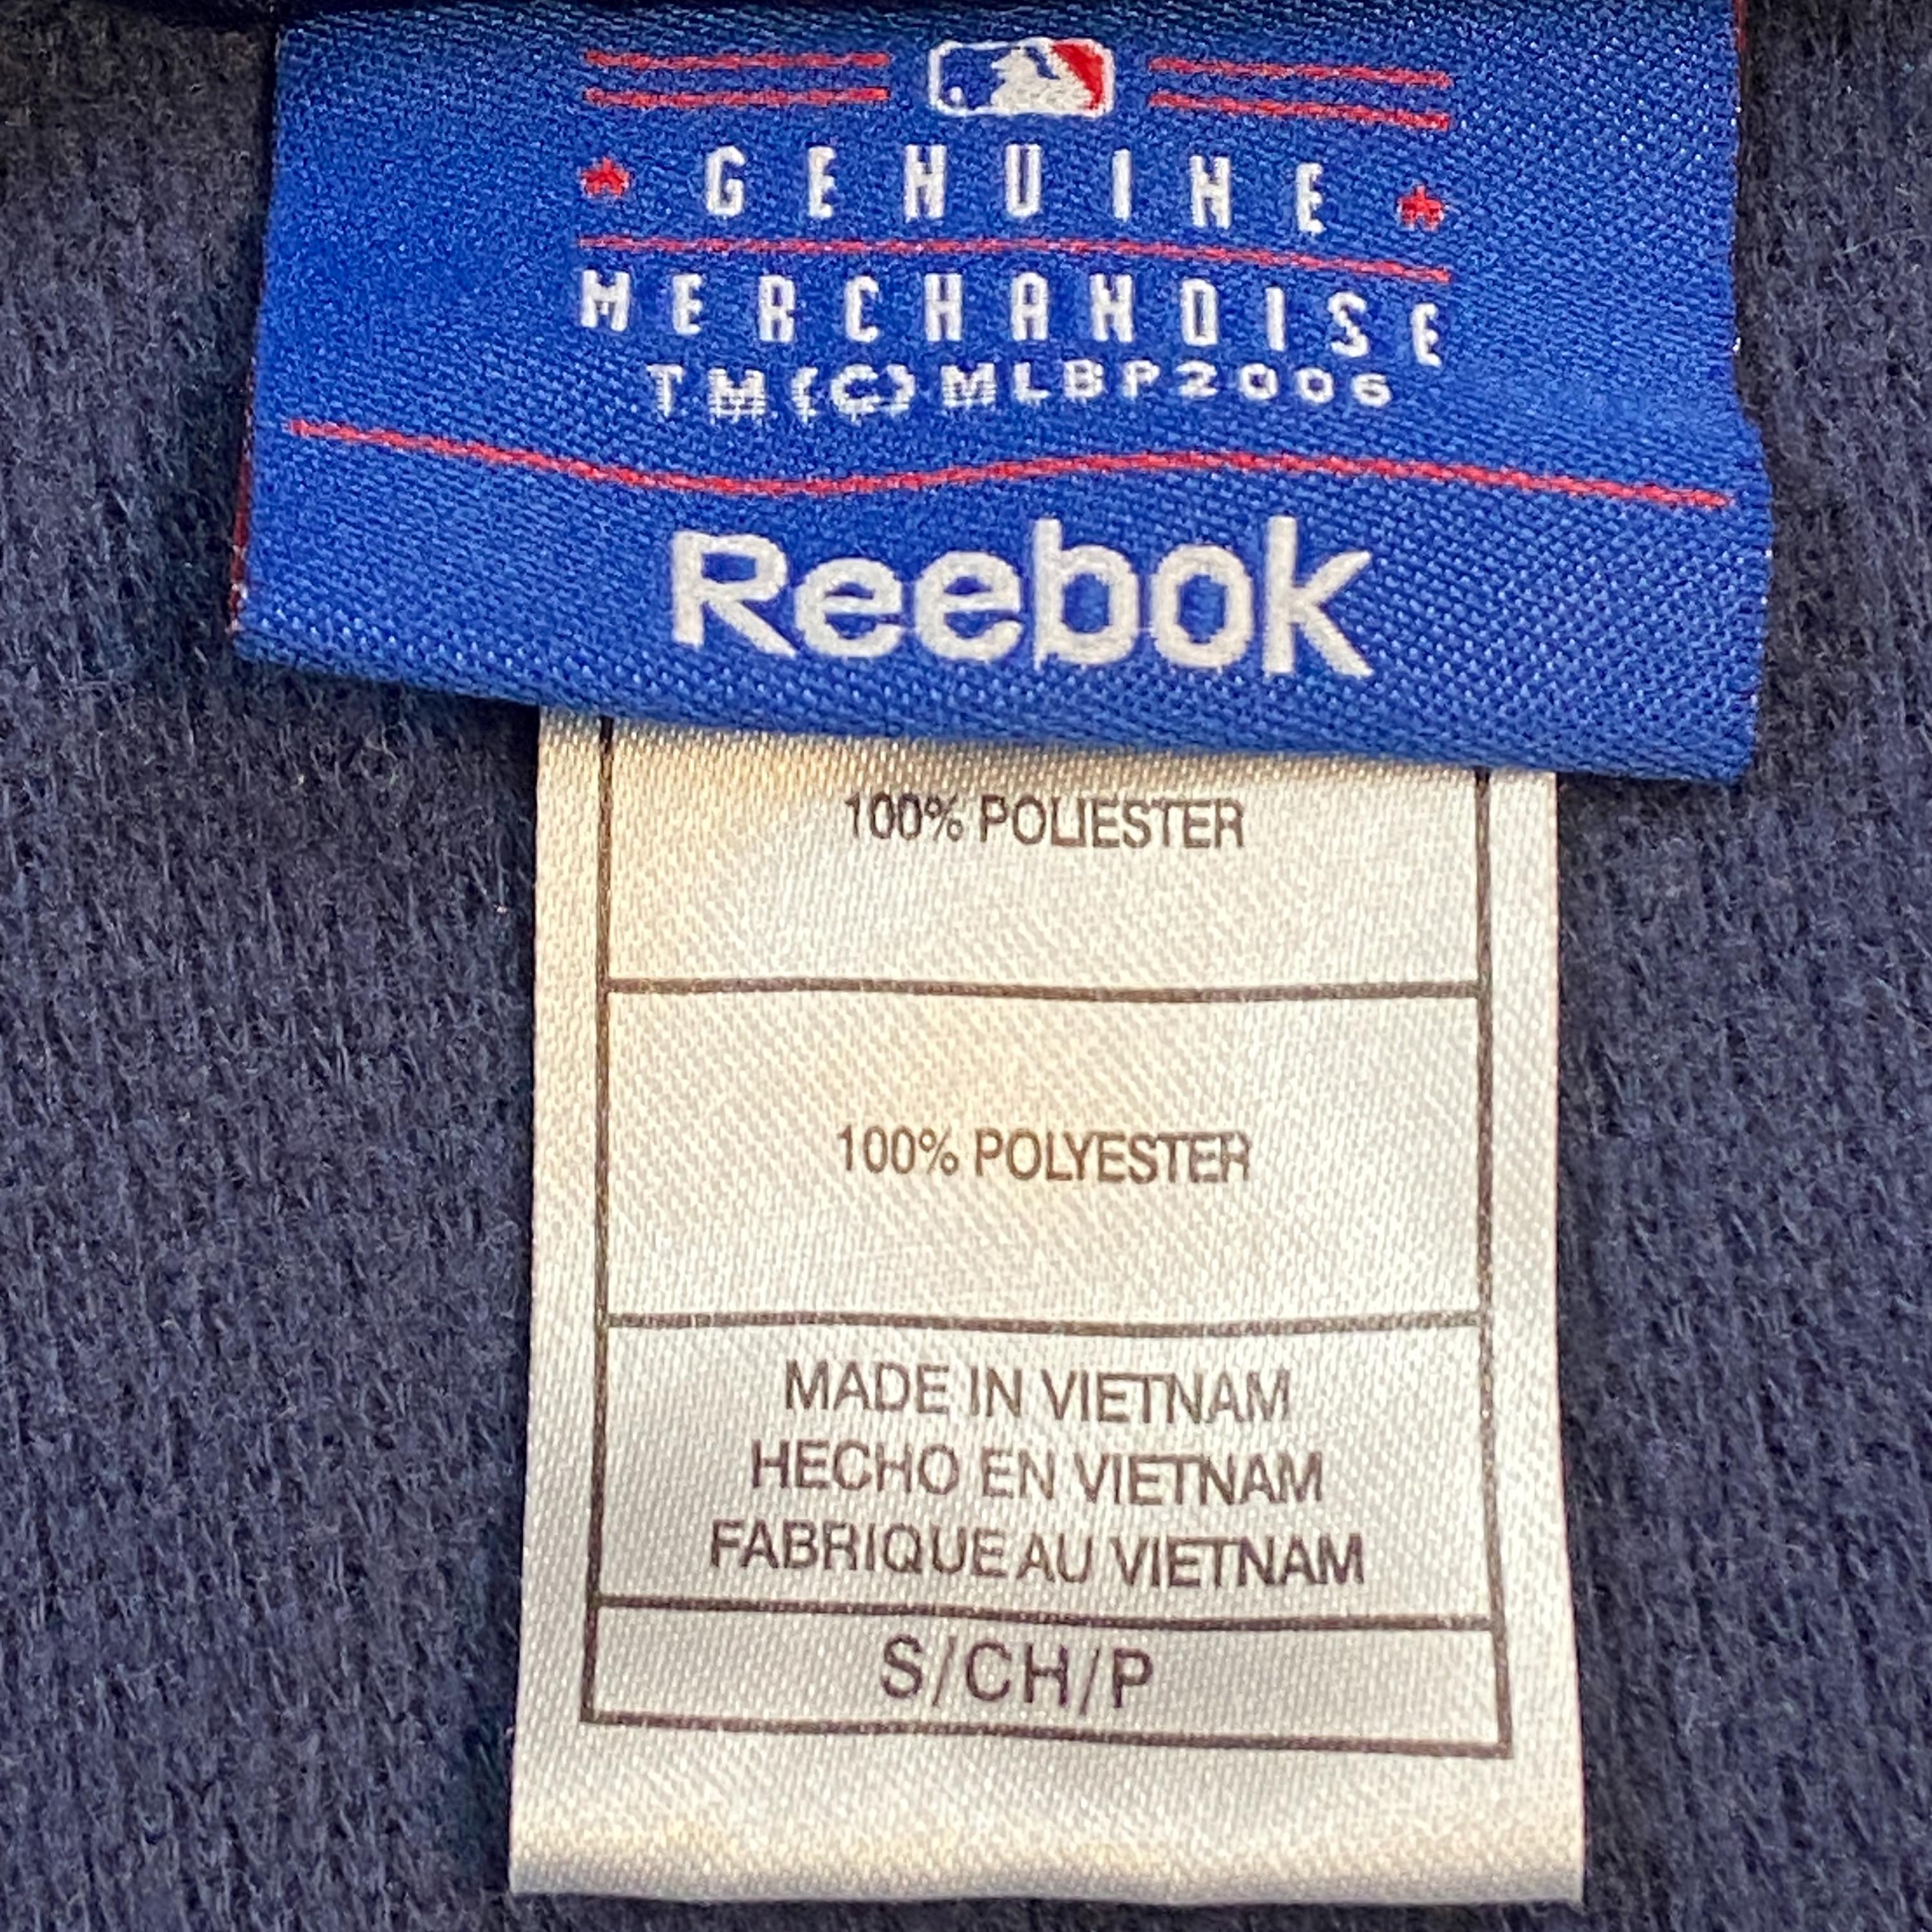 GENUINE
MERCHANDISE
TM(C)MLBP2006
Reebok
100% POLIESTER
100% POLYESTER
MADE IN VIETNAM
HECHO EN VIETNAM
FABRIQUE AU VIETNAM
S/CH/P